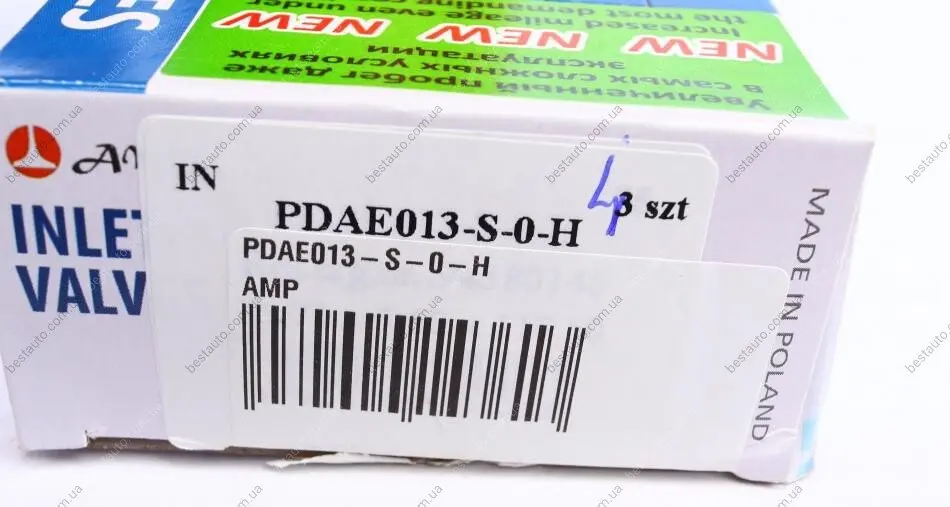 ES
the most demanding
Increased mileage even under
NEW NEW NEW
эксплуатации
в самых сложных условиях
Увеличенный пробег даже
INLET
VALV
IN
4 8 szt
PDAE013-S-0-H
PDAE013-S-0-H
AMP
MADE IN POLAND
bestauto.com.ua